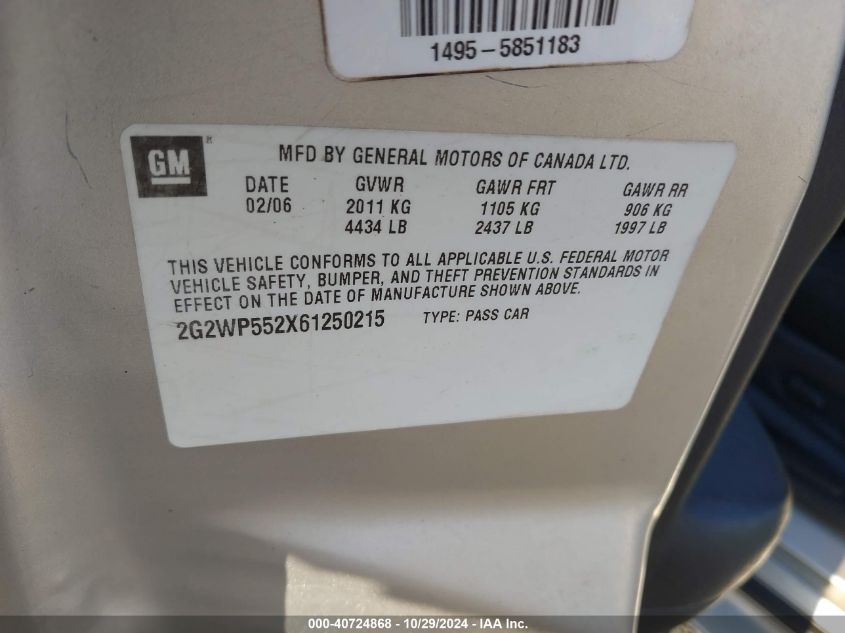 1495-5851183
GM
MFD BY GENERAL MOTORS OF CANADA LTD.
DATE GVWR GAWR FRT GAWR RR
02/06 2011 KG 1105 KG 906 KG
4434 LB 2437 LB 1997 LB
THIS VEHICLE CONFORMS TO ALL APPLICABLE U.S. FEDERAL MOTOR
VEHICLE SAFETY, BUMPER, AND THEFT PREVENTION STANDARDS IN
EFFECT ON THE DATE OF MANUFACTURE SHOWN ABOVE.
2G2WP552X61250215 TYPE: PASS CAR
000-40724868 - 10/29/2024 - IAA Inc.